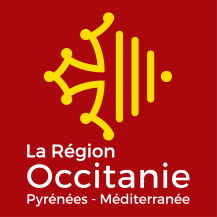 La Région
Occitanie
Pyrénées - Méditerranée